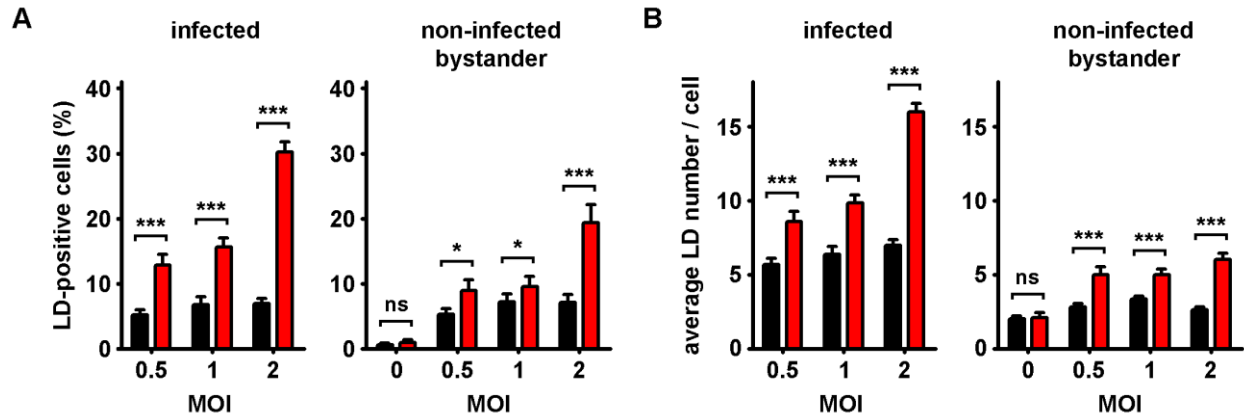 A
infected
non-infected
bystander
LD-positive cells (%)
40
30
20
10
0
***
***
***
0.5
1
2
MOI
40
30
20
10
0
ns
*
*
***
0
0.5
1
2
MOI
B
infected
non-infected
bystander
average LD number / cell
15
10
5
0
***
***
***
0.5
1
2
MOI
15
10
5
0
ns
***
***
***
0
0.5
1
2
MOI